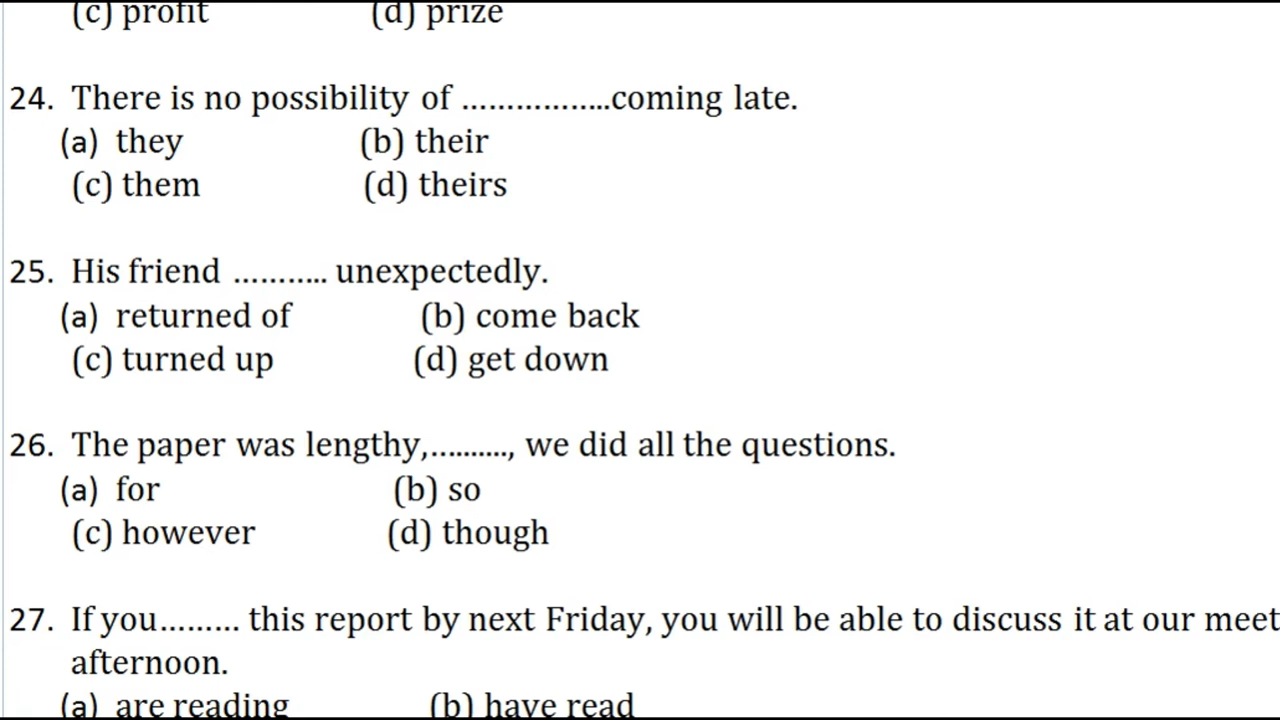 (c) profit (d) prize
24. There is no possibility of ……………..coming late.
(a) they (b) their
(c) them (d) theirs
25. His friend ……….. unexpectedly.
(a) returned of (b) come back
(c) turned up (d) get down
26. The paper was lengthy,.........., we did all the questions.
(a) for (b) so
(c) however (d) though
27. If you……… this report by next Friday, you will be able to discuss it at our meet
afternoon.
(a) are reading (b) have read